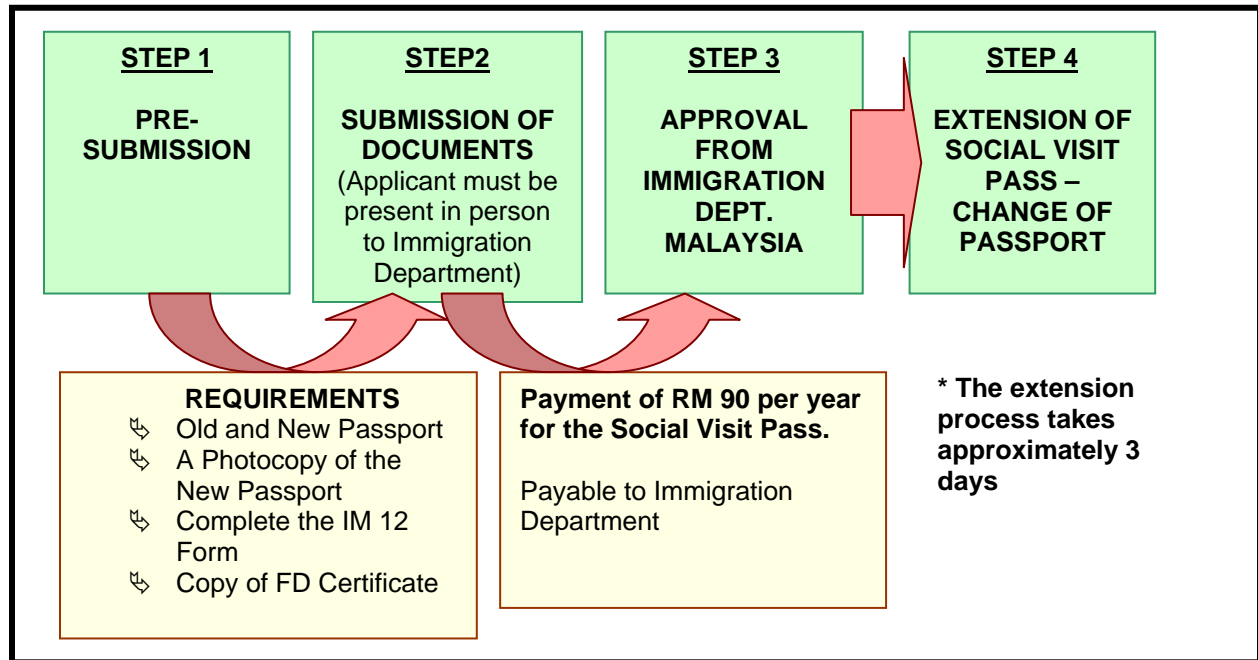 STEP 1
PRE-
SUBMISSION
STEP2
SUBMISSION OF
DOCUMENTS
(Applicant must be
present in person
to Immigration
Department)
STEP 3
APPROVAL
FROM
IMMIGRATION
DEPT.
MALAYSIA
STEP 4
EXTENSION OF
SOCIAL VISIT
PASS –
CHANGE OF
PASSPORT
REQUIREMENTS
Old and New Passport
A Photocopy of the
New Passport
Complete the IM 12
Form
Copy of FD Certificate
Payment of RM 90 per year
for the Social Visit Pass.
Payable to Immigration
Department
* The extension
process takes
approximately 3
days